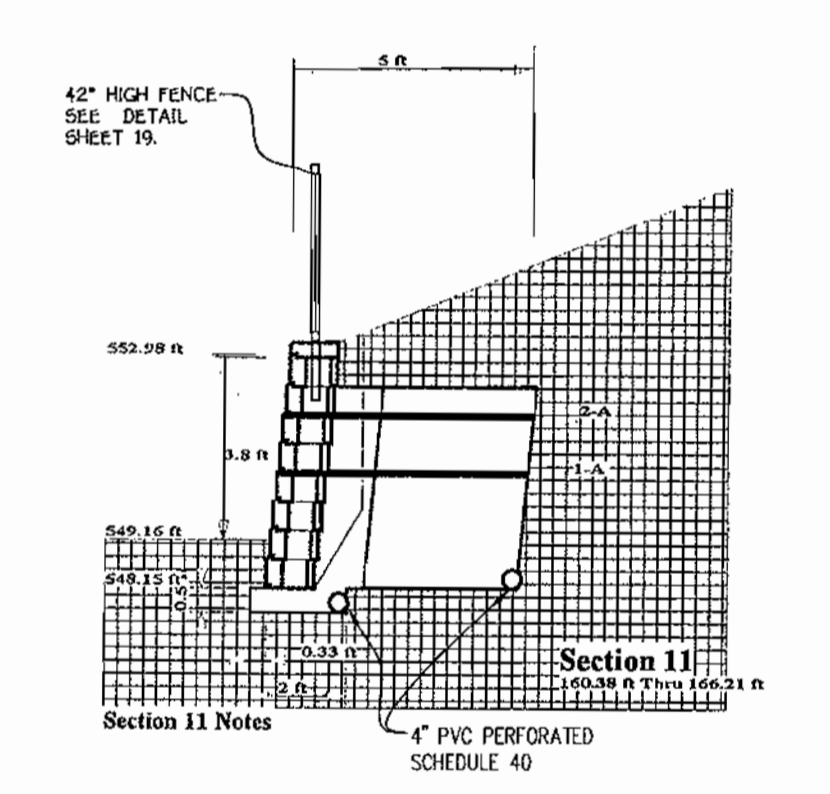 5 ft
42" HIGH FENCE
SEE DETAIL
SHEET 19.
552.98 ft
2-A
3.8 ft
1-A
549.16 ft
548.15 ft
0.5
0.33 ft
Section 11
160.38 ft Thru 166.21 ft
2 ft
Section 11 Notes
4" PVC PERFORATED
SCHEDULE 40